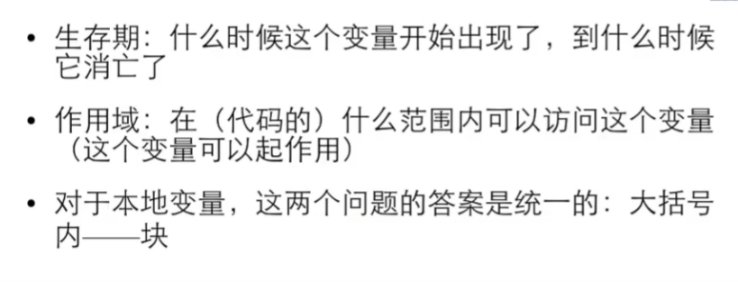 • 生存期：什么时候这个变量开始出现了，到什么时候
它消亡了
• 作用域：在（代码的）什么范围内可以访问这个变量
（这个变量可以起作用）
• 对于本地变量，这两个问题的答案是统一的：大括号
内——块